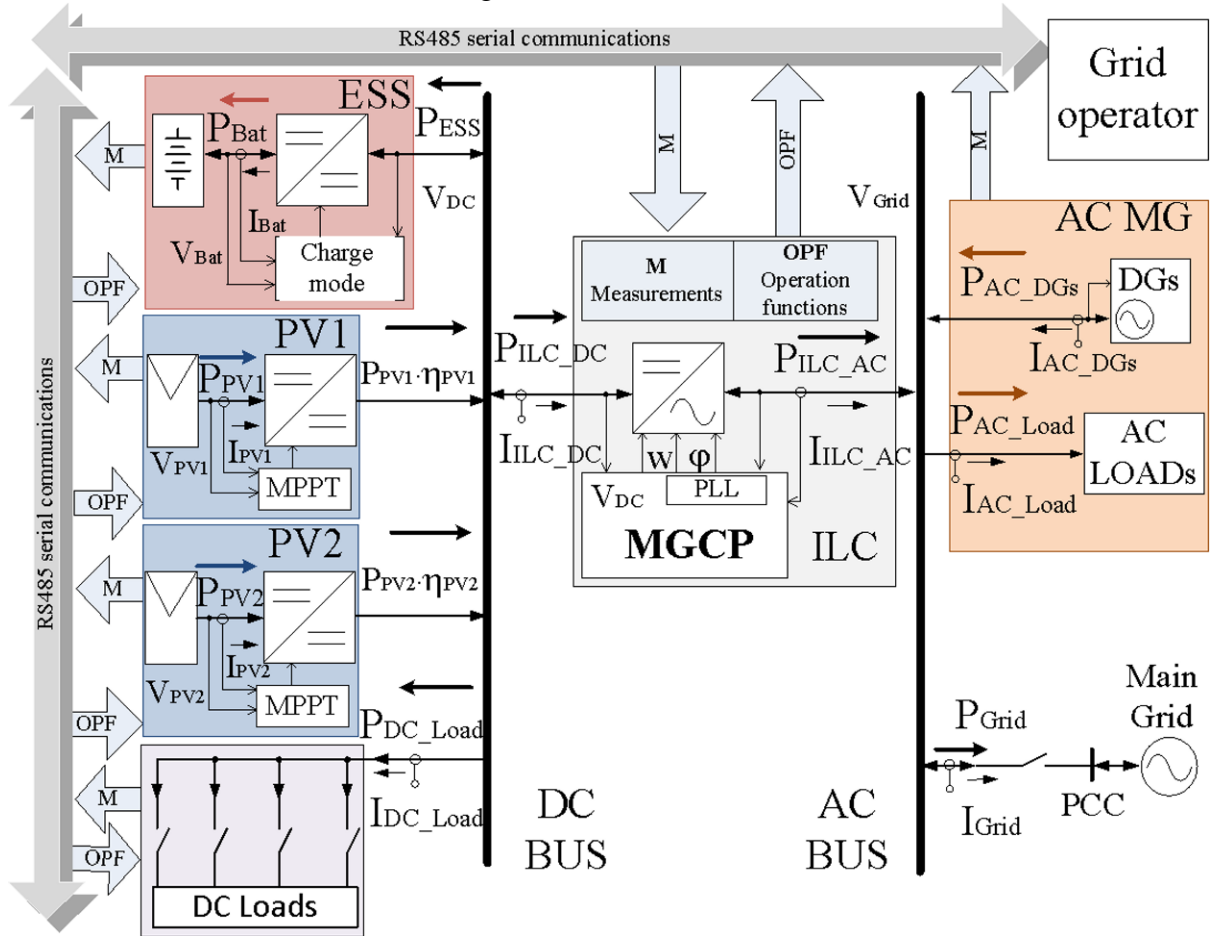 RS485 serial communications
Grid
operator
RS485 serial communications
ESS
PBat
PESS
M
VDC
IBat
VBat
Charge
mode
OPF
M
OPF
VGrid
M
M
Measurements
OPF
Operation
functions
AC MG
PAC_DGs
DGs
IAC_DGs
PAC_Load
AC
LOADs
IAC_Load
M
PV1
PPV1
PPV1·ηPV1
IPV1
VPV1
MPPT
OPF
PILC_DC
PILC_AC
IILC_DC
IILC_AC
w
φ
VDC
PLL
MGCP
ILC
M
PV2
PPV2
PPV2·ηPV2
IPV2
VPV2
MPPT
OPF
PDC_Load
IDC_Load
M
OPF
DC Loads
DC
BUS
AC
BUS
PGrid
IGrid
PCC
Main
Grid